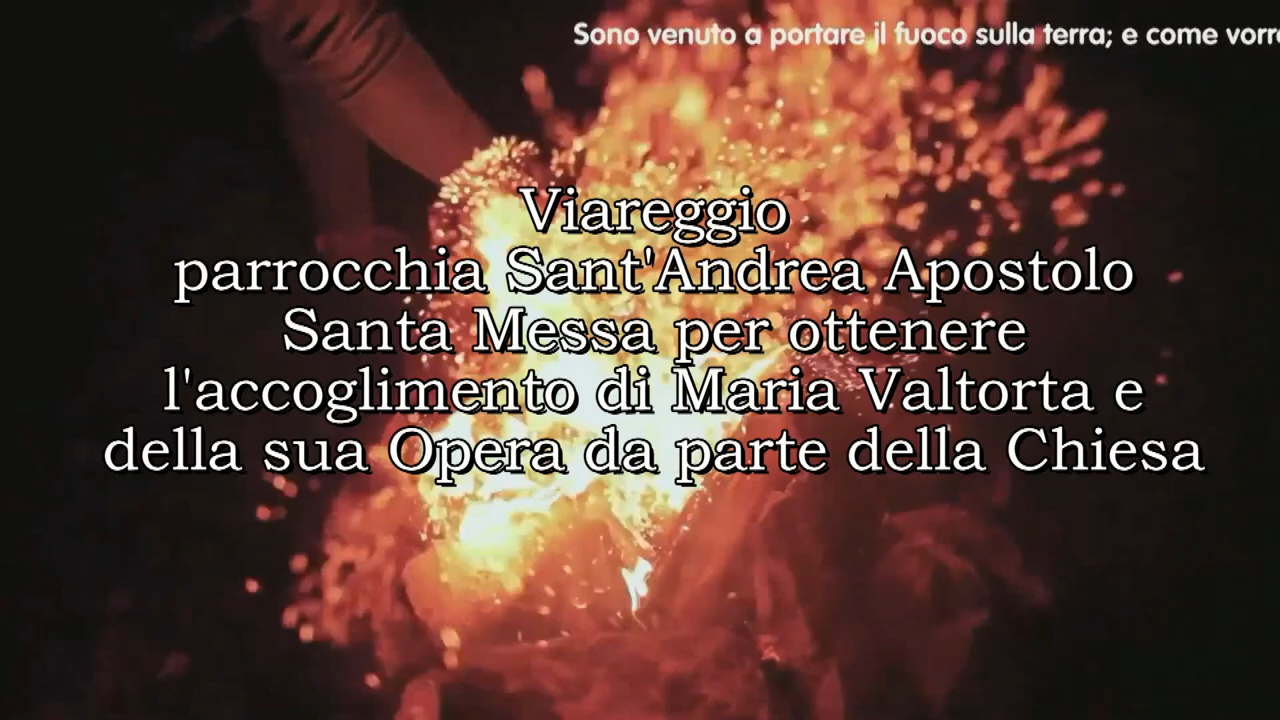 Sono venuto a portare il fuoco sulla terra; e come
Viareggio
parrocchia Sant'Andrea Apostolo
Santa Messa per ottenere
l'accoglimento di Maria Valtorta e
della sua Opera da parte della Chiesa